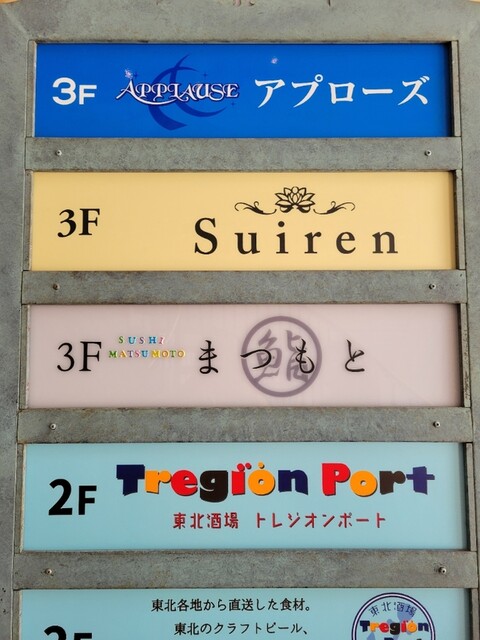 3F APPLAUSE アプローズ
3F Suiren
3F SUSHI MATSUMOTO まつもと 鮨
2F Tregion Port
東北酒場 トレジオンポート
東北各地から直送した食材。
東北のクラフトビール、
2F
東北酒場
Tregion